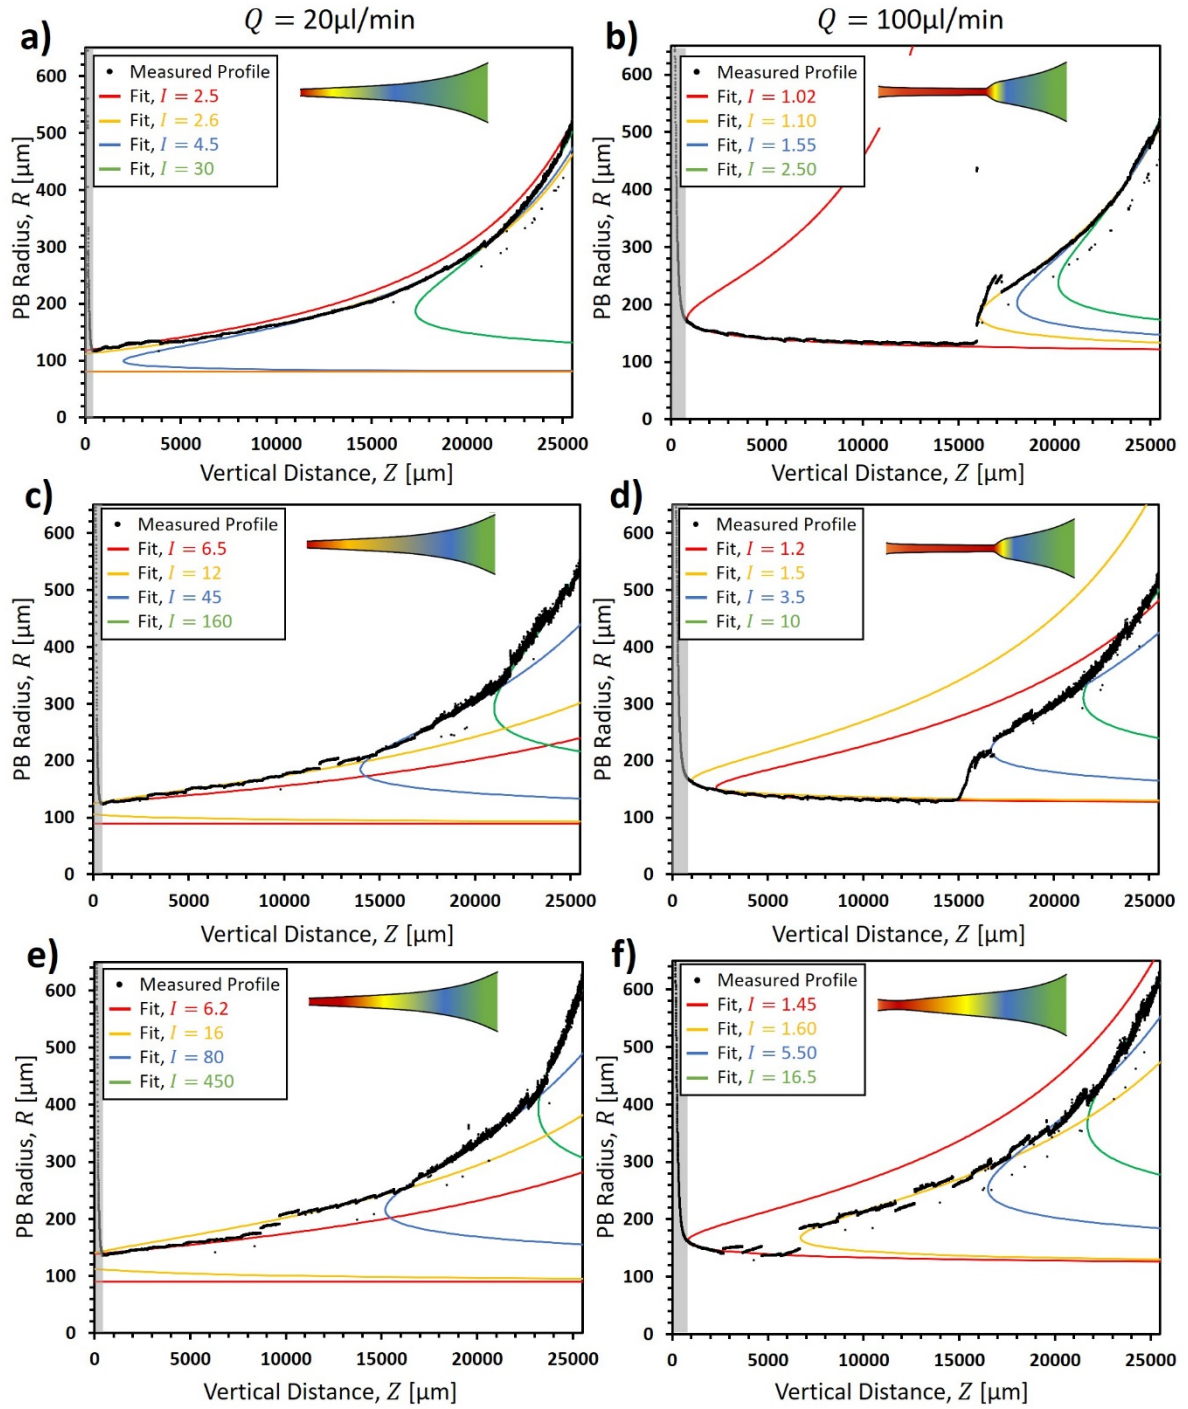 Q = 20µl/min
Q = 100µl/min
a)
PB Radius, R [µm]
600
500
400
300
200
100
0
Measured Profile
Fit, I = 2.5
Fit, I = 2.6
Fit, I = 4.5
Fit, I = 30
0 5000 10000 15000 20000 25000
Vertical Distance, Z [µm]
b)
PB Radius, R [µm]
600
500
400
300
200
100
0
Measured Profile
Fit, I = 1.02
Fit, I = 1.10
Fit, I = 1.55
Fit, I = 2.50
0 5000 10000 15000 20000 25000
Vertical Distance, Z [µm]
c)
PB Radius, R [µm]
600
500
400
300
200
100
0
Measured Profile
Fit, I = 6.5
Fit, I = 12
Fit, I = 45
Fit, I = 160
0 5000 10000 15000 20000 25000
Vertical Distance, Z [µm]
d)
PB Radius, R [µm]
600
500
400
300
200
100
0
Measured Profile
Fit, I = 1.2
Fit, I = 1.5
Fit, I = 3.5
Fit, I = 10
0 5000 10000 15000 20000 25000
Vertical Distance, Z [µm]
e)
PB Radius, R [µm]
600
500
400
300
200
100
0
Measured Profile
Fit, I = 6.2
Fit, I = 16
Fit, I = 80
Fit, I = 450
0 5000 10000 15000 20000 25000
Vertical Distance, Z [µm]
f)
PB Radius, R [µm]
600
500
400
300
200
100
0
Measured Profile
Fit, I = 1.45
Fit, I = 1.60
Fit, I = 5.50
Fit, I = 16.5
0 5000 10000 15000 20000 25000
Vertical Distance, Z [µm]